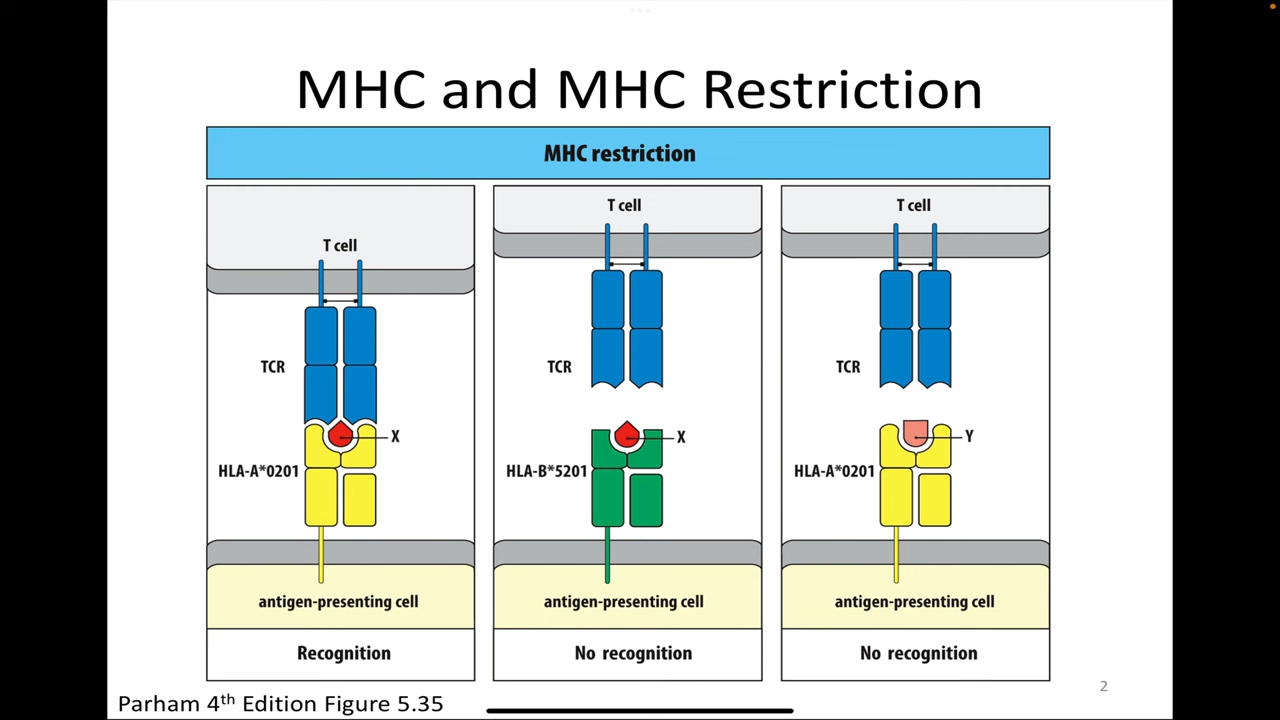 MHC and MHC Restriction
MHC restriction
T cell
TCR
X
HLA-A*0201
antigen-presenting cell
Recognition
T cell
TCR
X
HLA-B*5201
antigen-presenting cell
No recognition
T cell
TCR
Y
HLA-A*0201
antigen-presenting cell
No recognition
Parham 4th Edition Figure 5.35
2